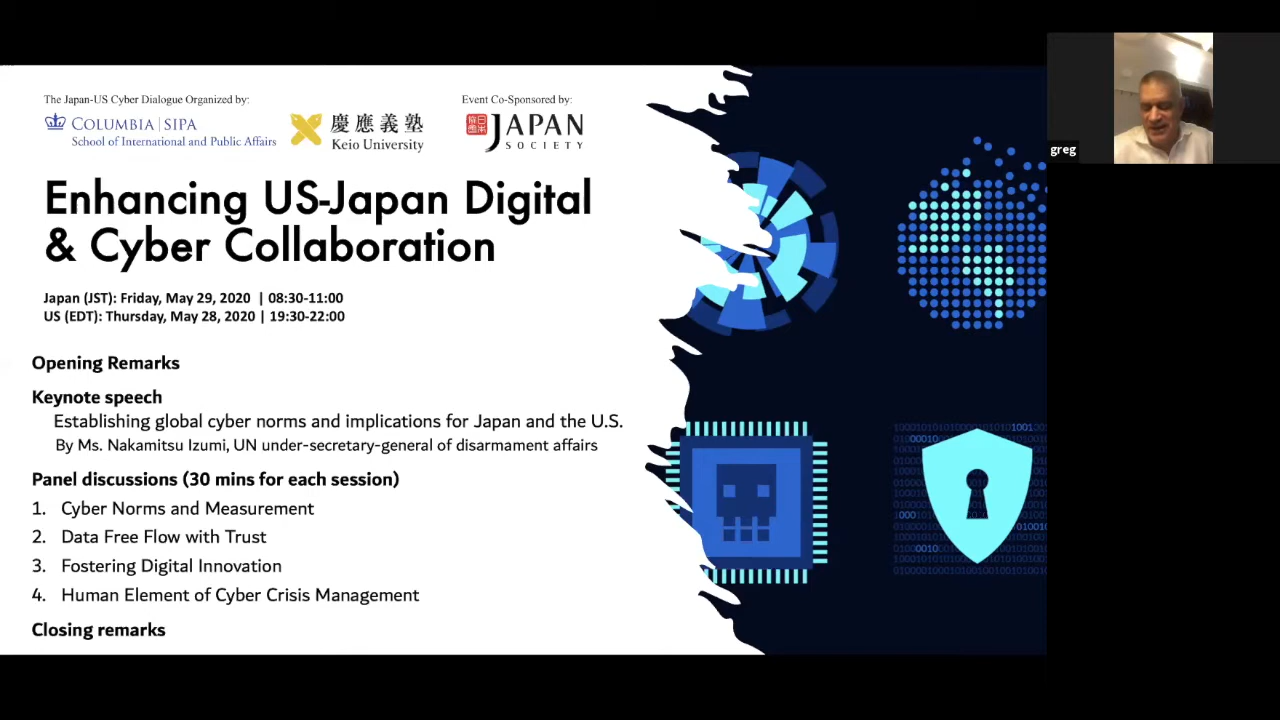 The Japan-US Cyber Dialogue Organized by:
Event Co-Sponsored by:
COLUMBIA | SIPA
School of International and Public Affairs
慶應義塾
Keio University
日本協會
JAPAN
SOCIETY
Enhancing US-Japan Digital
& Cyber Collaboration
Japan (JST): Friday, May 29, 2020 | 08:30-11:00
US (EDT): Thursday, May 28, 2020 | 19:30-22:00
Opening Remarks
Keynote speech
Establishing global cyber norms and implications for Japan and the U.S.
By Ms. Nakamitsu Izumi, UN under-secretary-general of disarmament affairs
Panel discussions (30 mins for each session)
1. Cyber Norms and Measurement
2. Data Free Flow with Trust
3. Fostering Digital Innovation
4. Human Element of Cyber Crisis Management
Closing remarks
greg